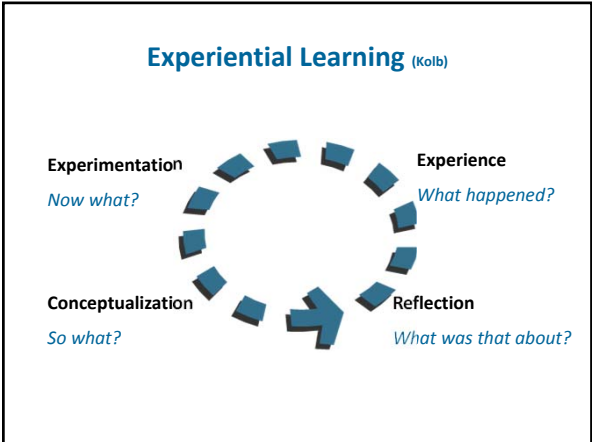 Experiential Learning (Kolb)
Experimentation
Now what?
Experience
What happened?
Conceptualization
So what?
Reflection
What was that about?